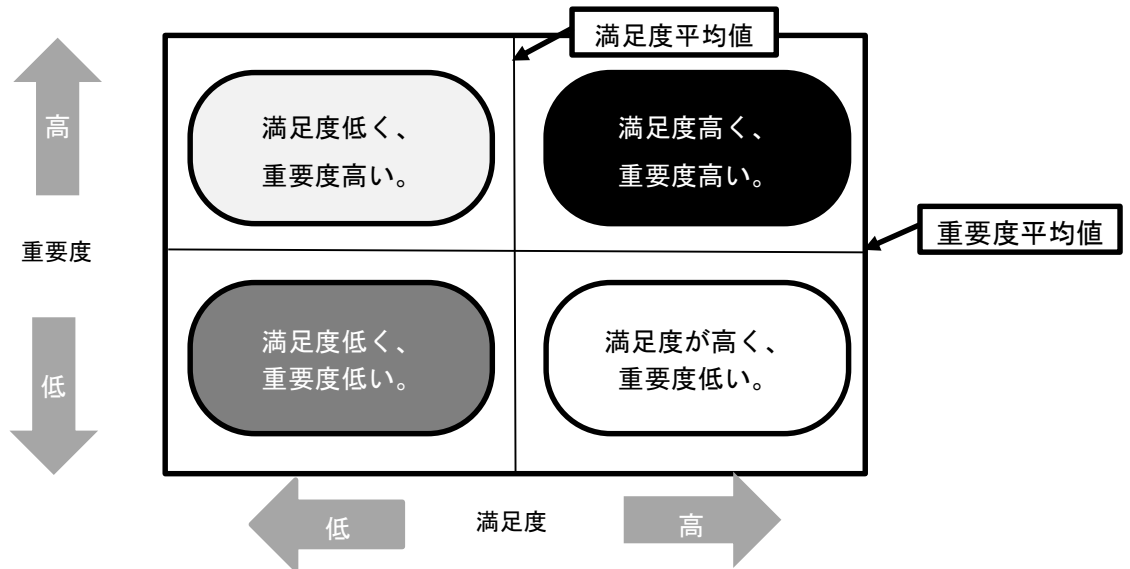 満足度平均値
高
満足度低く、
重要度高い。
満足度高く、
重要度高い。
重要度平均値
重要度
満足度低く、
重要度低い。
満足度が高く、
重要度低い。
低
低
満足度
高